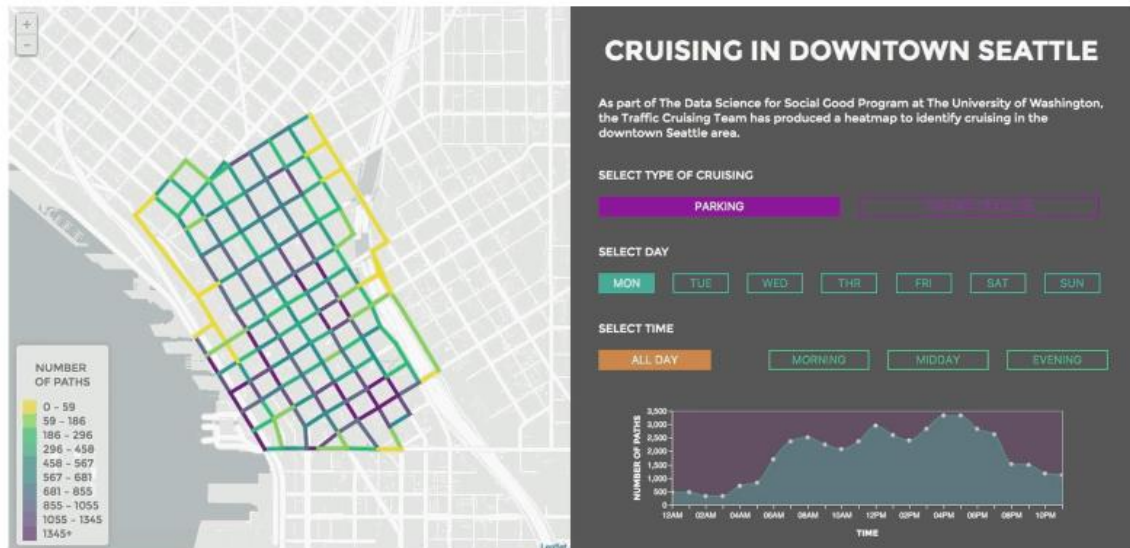 +
-
NUMBER
OF PATHS
0 - 59
59 - 186
186 - 296
296 - 458
458 - 567
567 - 681
681 - 855
855 - 1055
1055 - 1345
1345+
Leaflet
CRUISING IN DOWNTOWN SEATTLE
As part of The Data Science for Social Good Program at The University of Washington,
the Traffic Cruising Team has produced a heatmap to identify cruising in the
downtown Seattle area.
SELECT TYPE OF CRUISING
PARKING
SELECT DAY
MON TUE WED THR FRI SAT SUN
SELECT TIME
ALL DAY MORNING MIDDAY EVENING
NUMBER OF PATHS
3,500
3,000
2,500
2,000
1,500
1,000
500
0
12AM 02AM 04AM 06AM 08AM 10AM 12PM 02PM 04PM 06PM 08PM 10PM
TIME